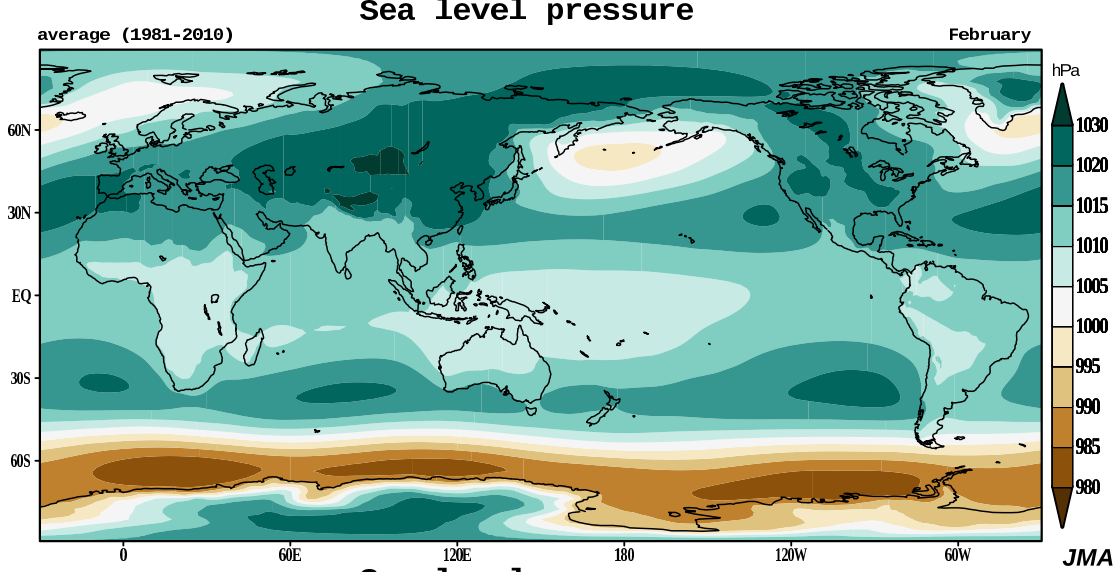 Sea level pressure
average (1981-2010) February
hPa
1030
1020
1015
1010
1005
1000
995
990
985
980
60N
30N
EQ
30S
60S
0 60E 120E 180 120W 60W
JMA